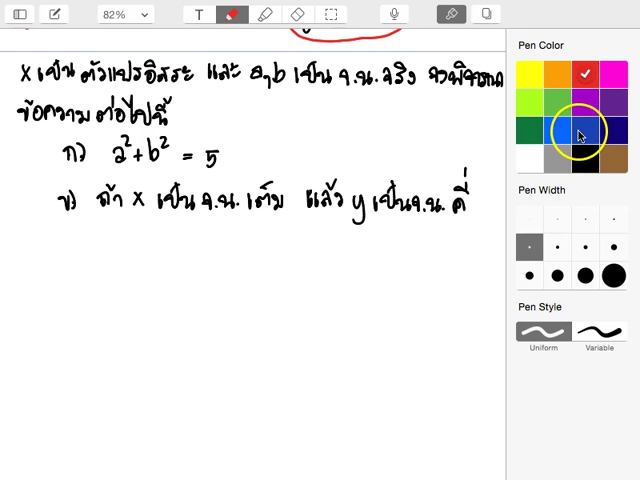 82%
T
Pen Color
x เป็น ตัวแปรอิสระ และ a,b เป็น จ.น. จริง จงพิจารณา
ข้อความ ต่อไปนี้
ก) a² + b² = 5
Pen Width
ข) ถ้า x เป็น จ.น. เต็ม แล้ว y เป็น จ.น. คี่
Pen Style
Uniform Variable